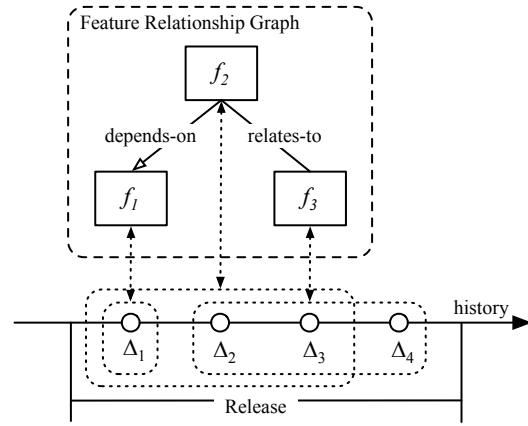 Feature Relationship Graph
f2
depends-on
relates-to
f1
f3
history
Δ1
Δ2
Δ3
Δ4
Release